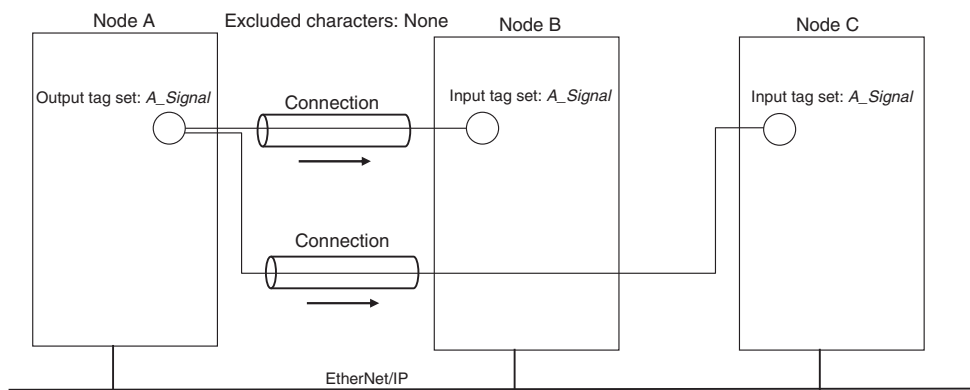 Node A
Excluded characters: None
Node B
Node C
Output tag set: A_Signal
Connection
Input tag set: A_Signal
Input tag set: A_Signal
Connection
EtherNet/IP